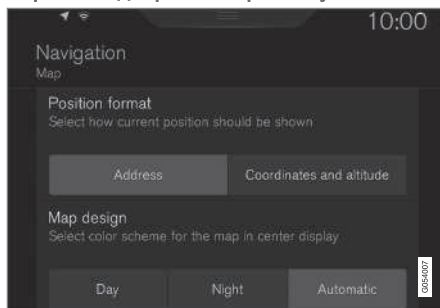 10:00
Navigation
Map
Position format
Select how current position should be shown
Address
Coordinates and altitude
Map design
Select color scheme for the map in center display
Day
Night
Automatic
G054007